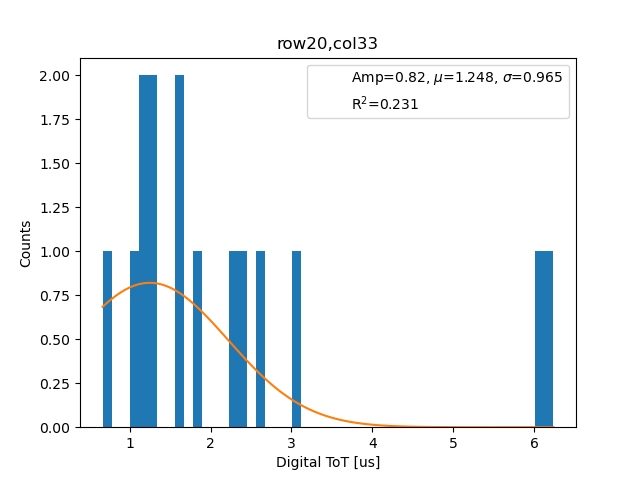 row20,col33
Amp=0.82, μ=1.248, σ=0.965
R²=0.231
2.00
1.75
1.50
1.25
1.00
0.75
0.50
0.25
0.00
Counts
1 2 3 4 5 6
Digital ToT [us]